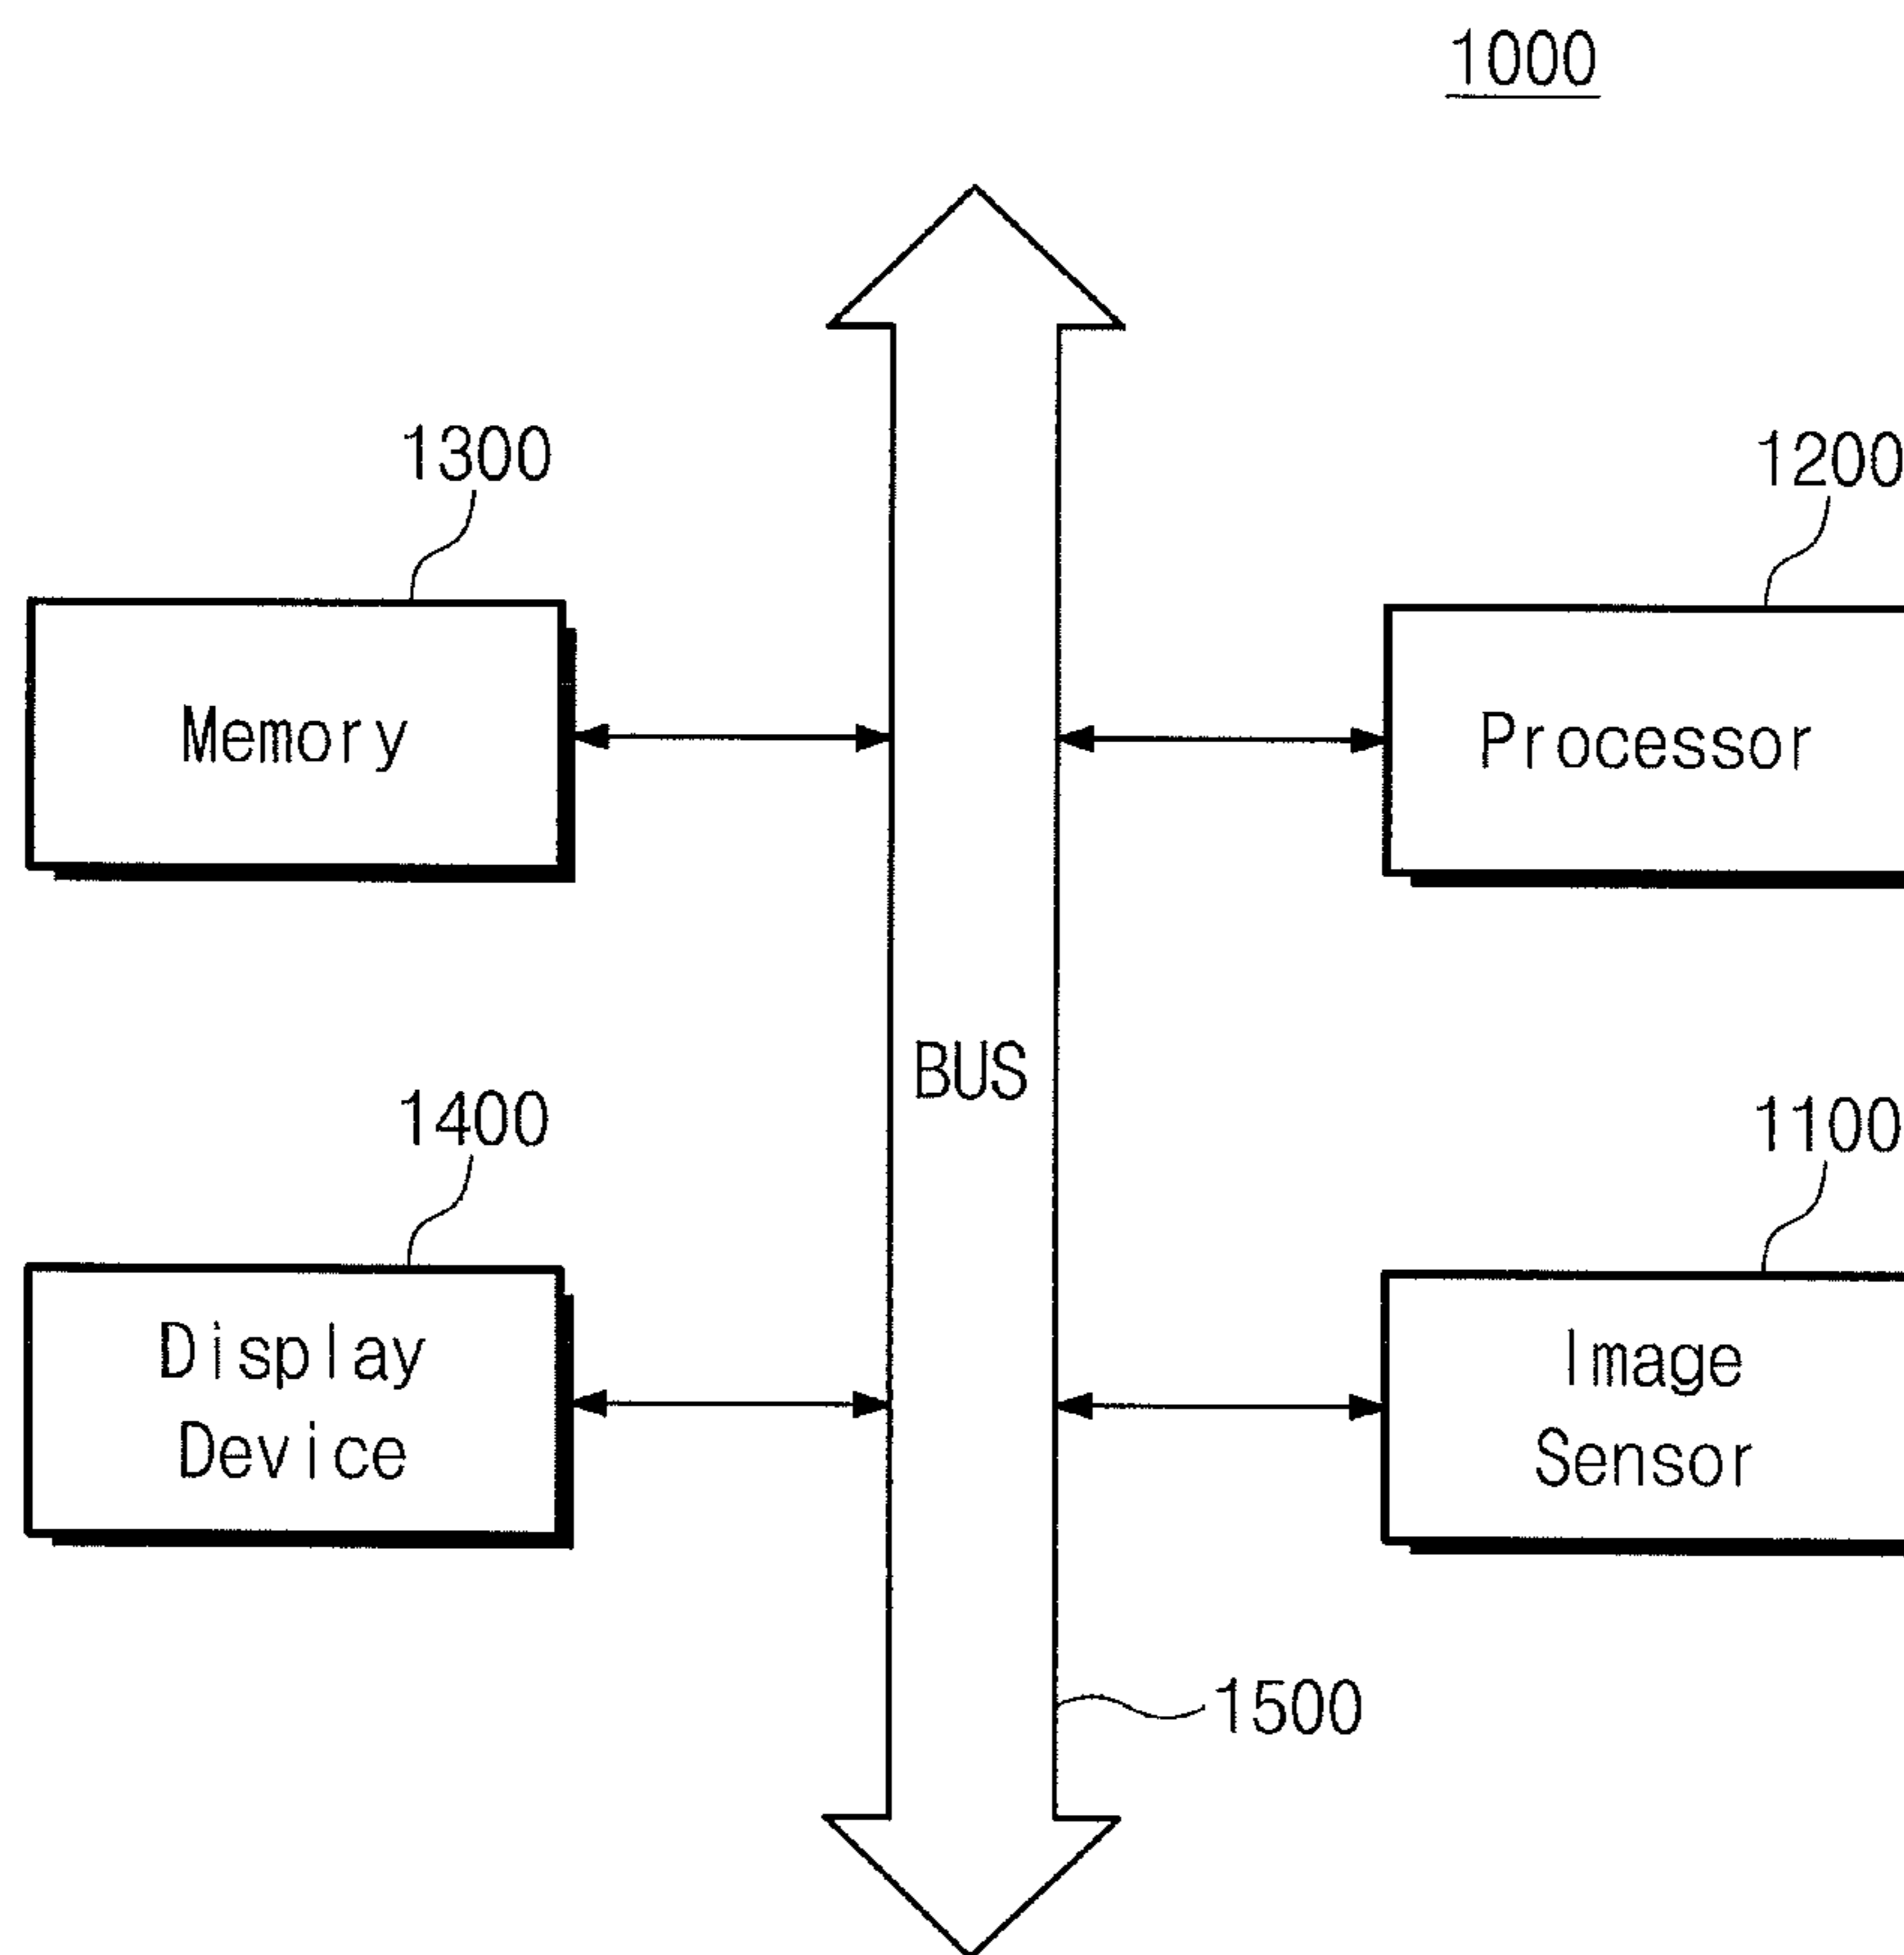 1000
1300
1200
Memory
Processor
BUS
1400
1100
Display
Device
Image
Sensor
1500